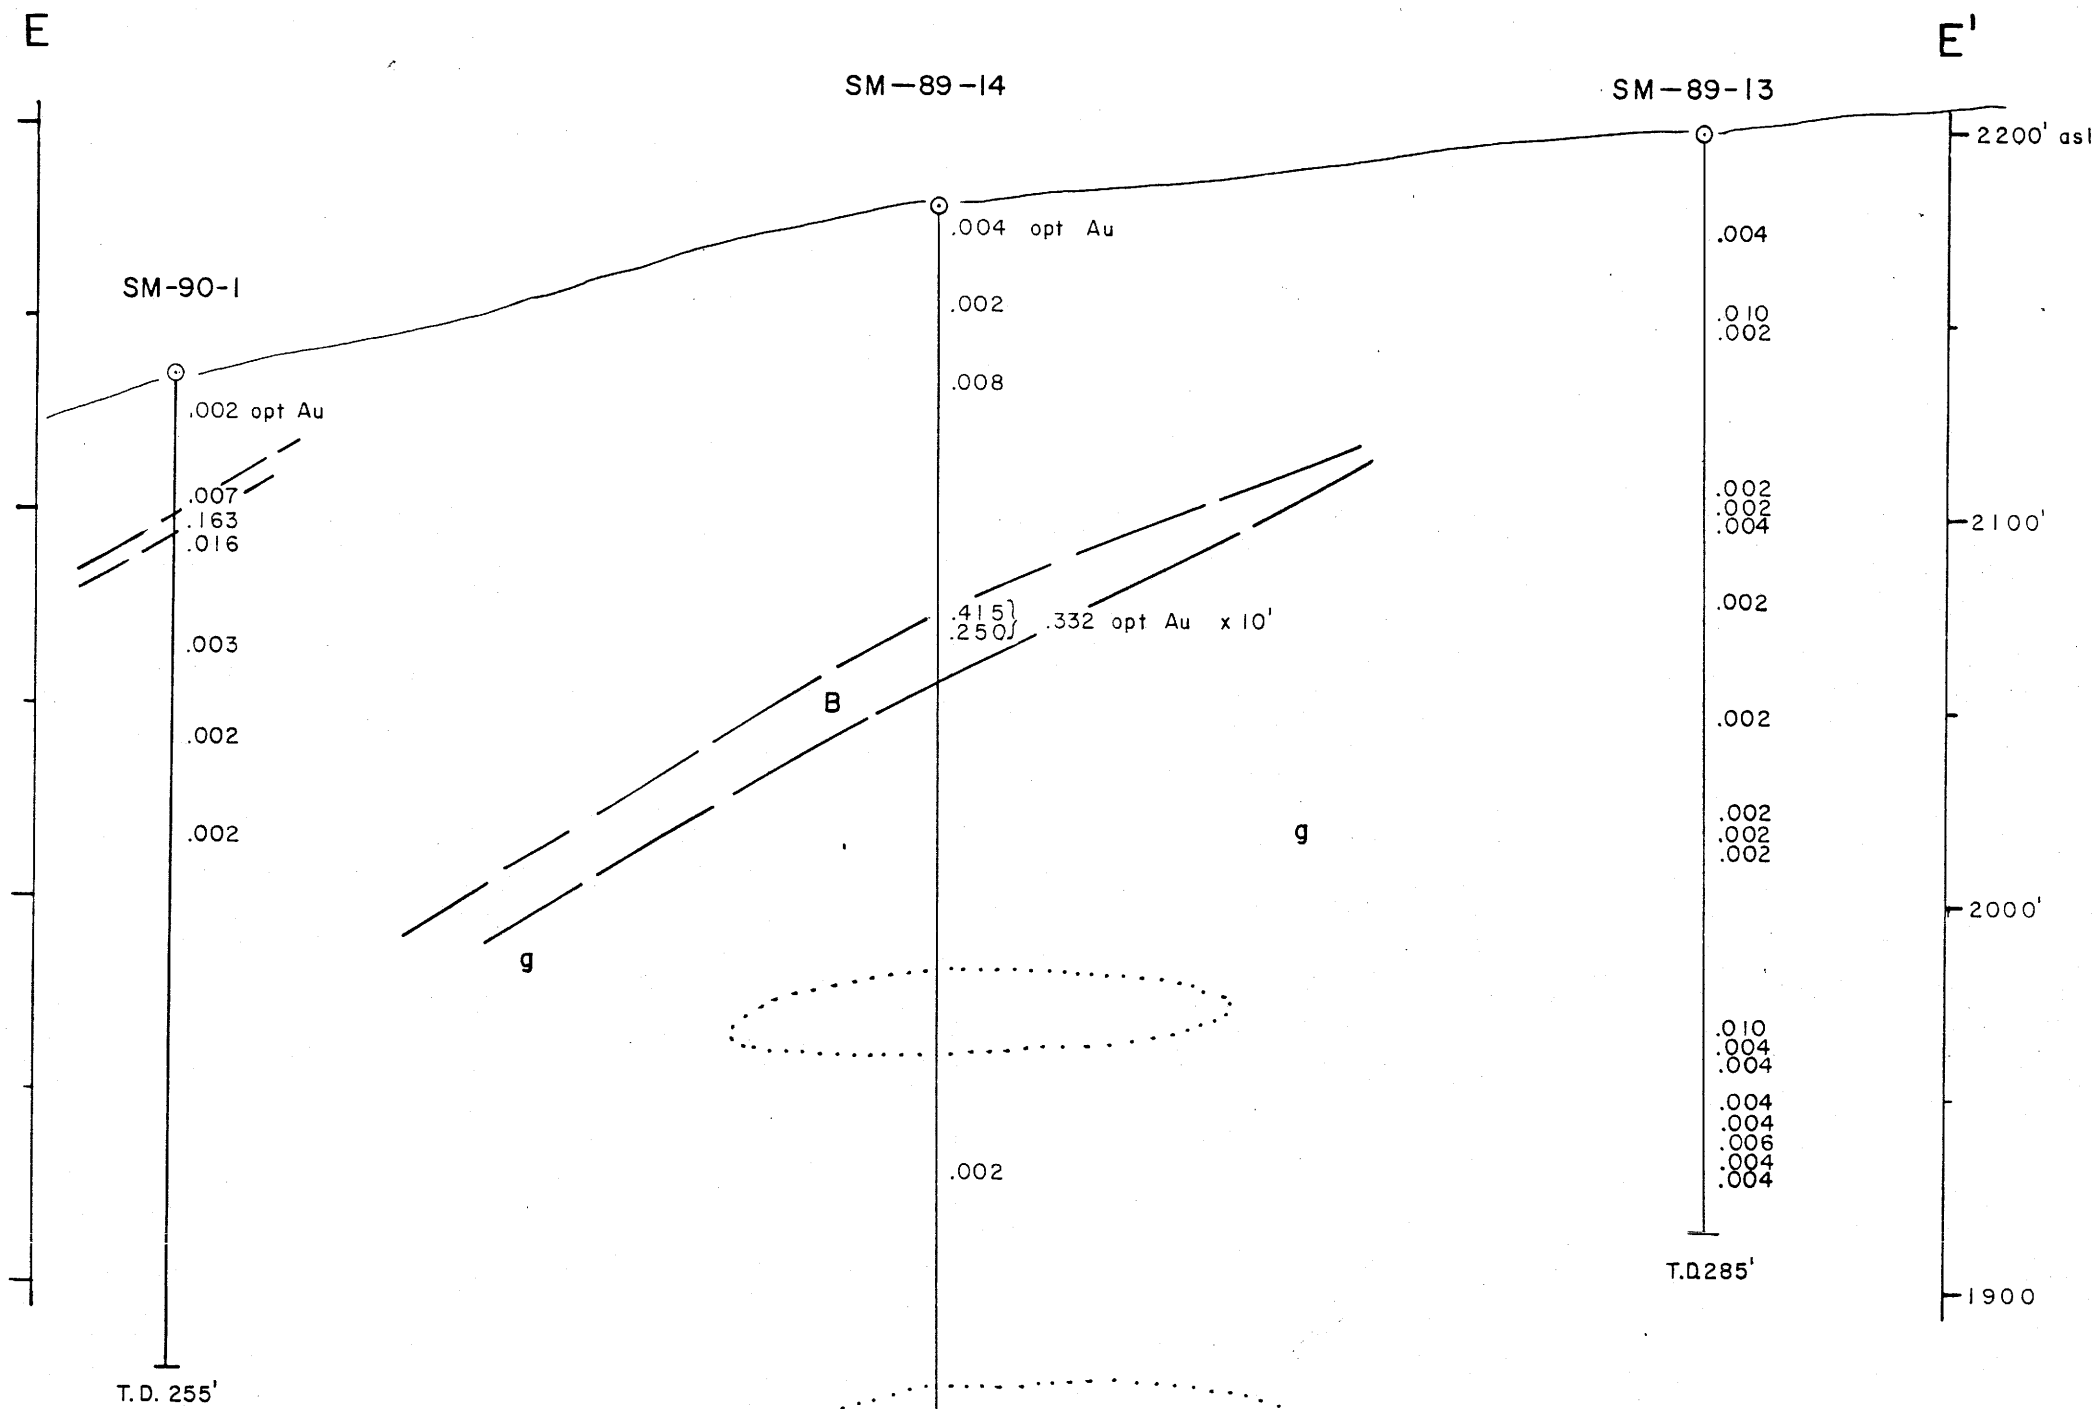 E
E'
SM-89-14
SM-89-13
2200' asl
.004 opt Au
.004
SM-90-1
.002
.010
.002
.008
.002 opt Au
.007
.163
.016
.002
.002
.004
2100'
.415
.250
.332 opt Au x 10'
.002
.003
B
.002
.002
.002
g
.002
.002
.002
2000'
g
.010
.004
.004
.004
.004
.006
.004
.004
.002
T.D.285'
1900
T.D. 255'